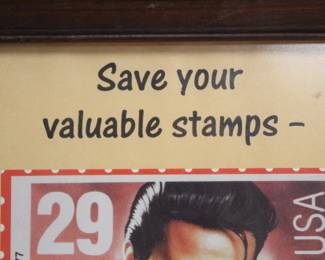 Save your
valuable stamps –
29
USA